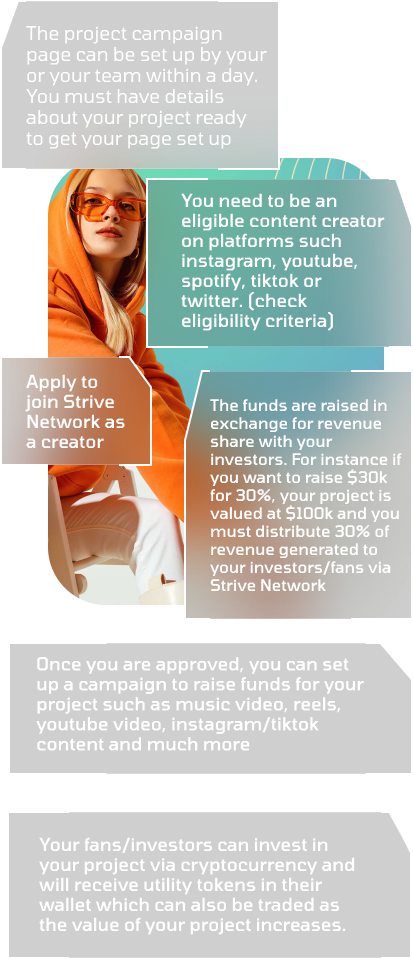 The project campaign
page can be set up by your
or your team within a day.
You must have details
about your project ready
to get your page set up
You need to be an
eligible content creator
on platforms such
instagram, youtube,
spotify, tiktok or
twitter. (check
eligibility criteria)
Apply to
join Strive
Network as
a creator
The funds are raised in
exchange for revenue
share with your
investors. For instance if
you want to raise $30k
for 30%, your project is
valued at $100k and you
must distribute 30% of
revenue generated to
your investors/fans via
Strive Network
Once you are approved, you can set
up a campaign to raise funds for your
project such as music video, reels,
youtube video, instagram/tiktok
content and much more
Your fans/investors can invest in
your project via cryptocurrency and
will receive utility tokens in their
wallet which can also be traded as
the value of your project increases.